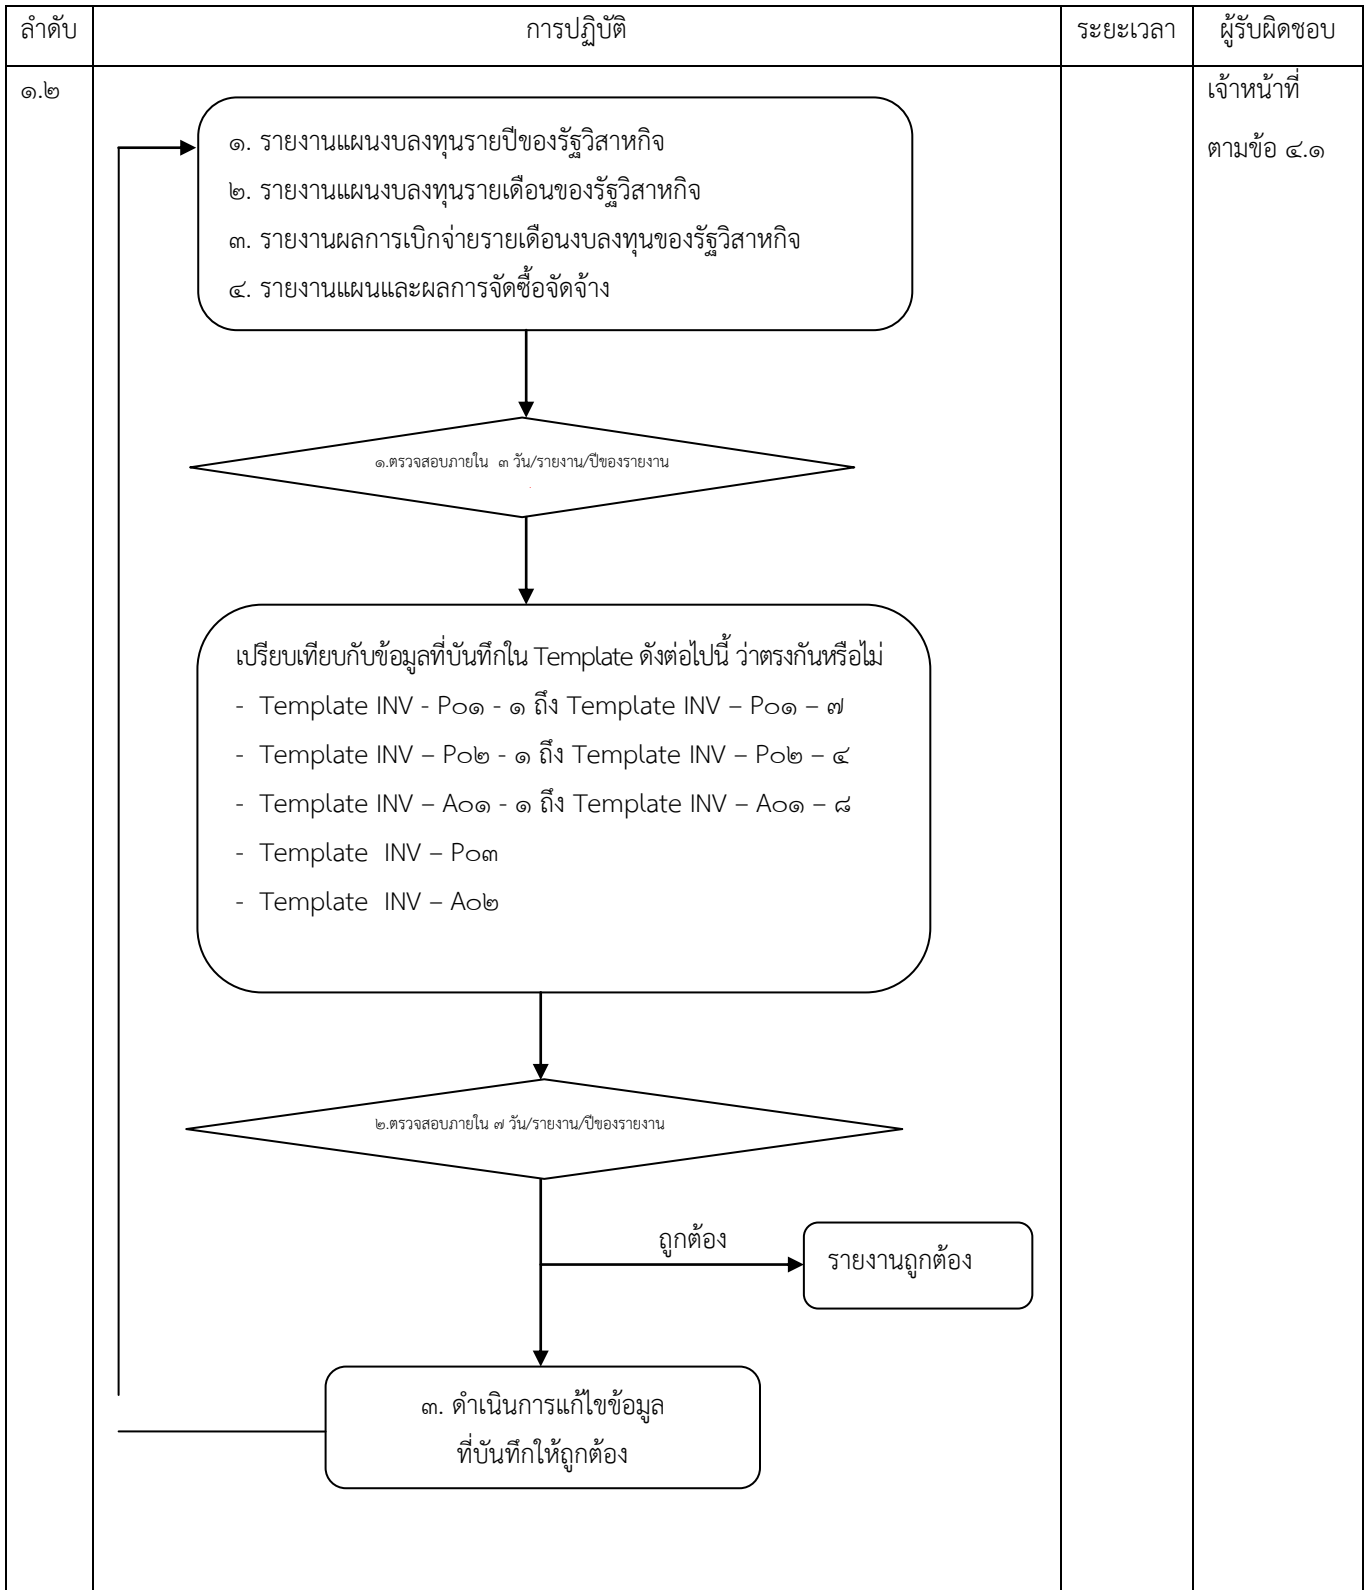 ลำดับ การปฏิบัติ ระยะเวลา ผู้รับผิดชอบ
๑.๒
เจ้าหน้าที่
ตามข้อ ๔.๑
๑. รายงานแผนงบลงทุนรายปีของรัฐวิสาหกิจ
๒. รายงานแผนงบลงทุนรายเดือนของรัฐวิสาหกิจ
๓. รายงานผลการเบิกจ่ายรายเดือนงบลงทุนของรัฐวิสาหกิจ
๔. รายงานแผนและผลการจัดซื้อจัดจ้าง
๑.ตรวจสอบภายใน ๓ วัน/รายงาน/ปีของรายงาน
เปรียบเทียบกับข้อมูลที่บันทึกใน Template ดังต่อไปนี้ ว่าตรงกันหรือไม่
- Template INV - P๐๑ - ๑ ถึง Template INV – P๐๑ – ๗
- Template INV – P๐๒ - ๑ ถึง Template INV – P๐๒ – ๔
- Template INV – A๐๑ - ๑ ถึง Template INV – A๐๑ – ๘
- Template INV – P๐๓
- Template INV – A๐๒
๒.ตรวจสอบภายใน ๗ วัน/รายงาน/ปีของรายงาน
ถูกต้อง
รายงานถูกต้อง
๓. ดำเนินการแก้ไขข้อมูล
ที่บันทึกให้ถูกต้อง